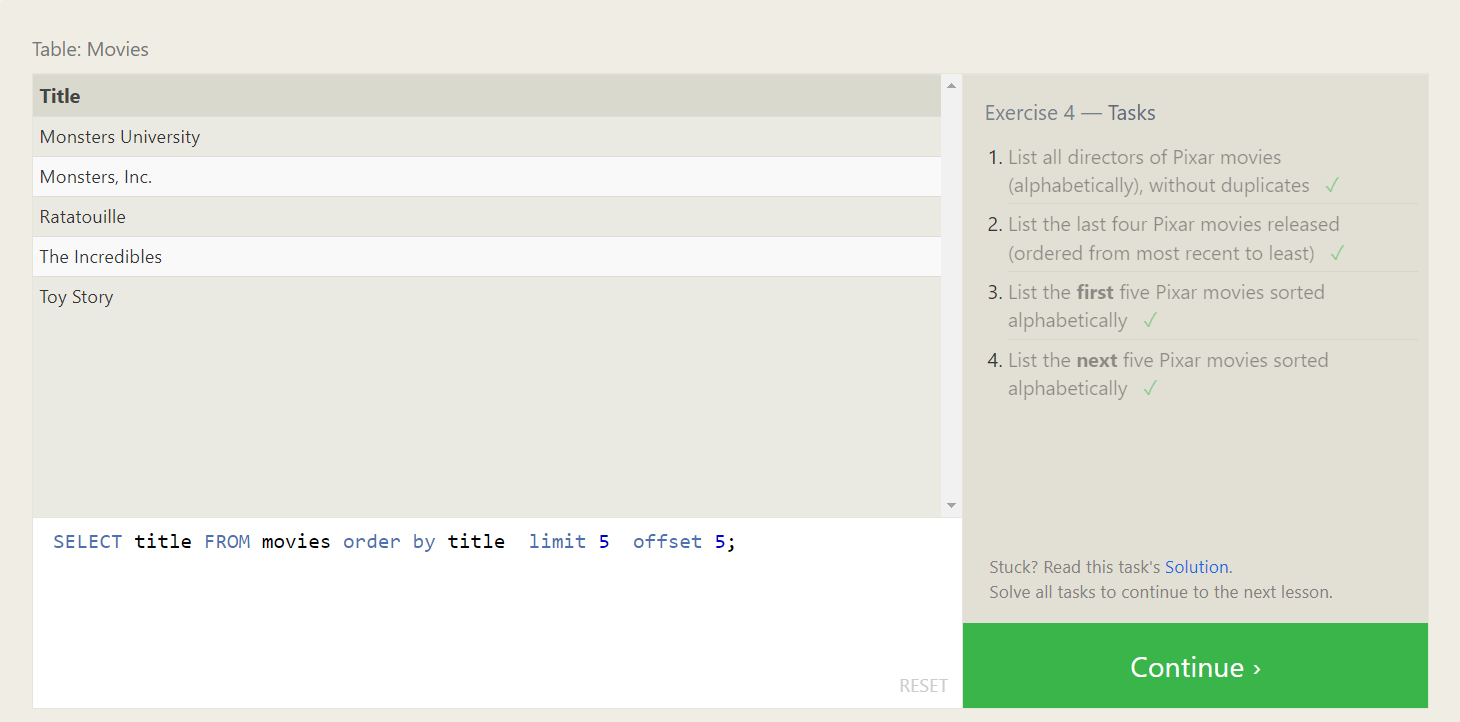 Table: Movies
Title
Monsters University
Monsters, Inc.
Ratatouille
The Incredibles
Toy Story
SELECT title FROM movies order by title  limit 5  offset 5;
RESET
Exercise 4 — Tasks
1. List all directors of Pixar movies
(alphabetically), without duplicates ✓
2. List the last four Pixar movies released
(ordered from most recent to least) ✓
3. List the first five Pixar movies sorted
alphabetically ✓
4. List the next five Pixar movies sorted
alphabetically ✓
Stuck? Read this task's Solution.
Solve all tasks to continue to the next lesson.
Continue ›